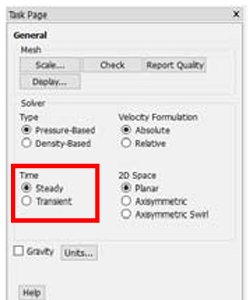 Task Page x
General
Mesh
Scale... Check Report Quality
Display...
Solver
Type Velocity Formulation
Pressure-Based Absolute
Density-Based Relative
Time 2D Space
Steady Planar
Transient Axisymmetric
Axisymmetric Swirl
Gravity Units...
Help